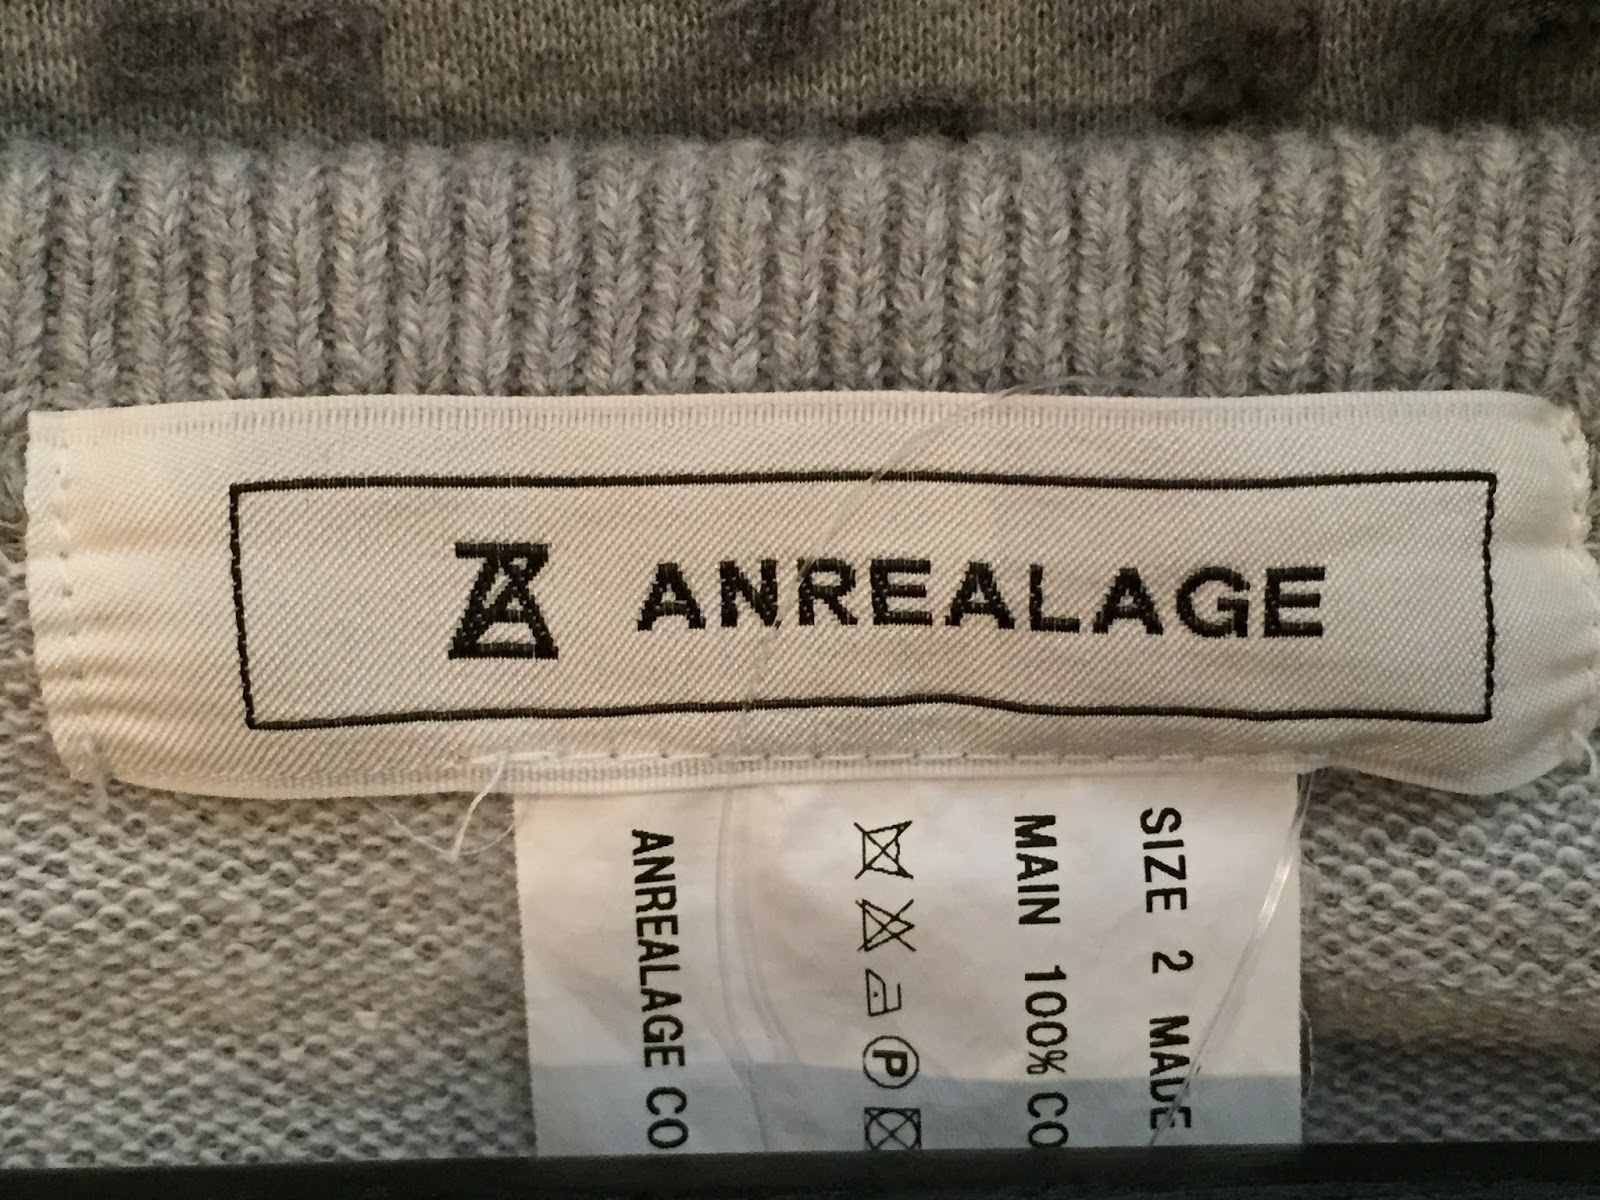 ANREALAGE
SIZE 2 MADE
MAIN 100% CO
P
ANREALAGE CO